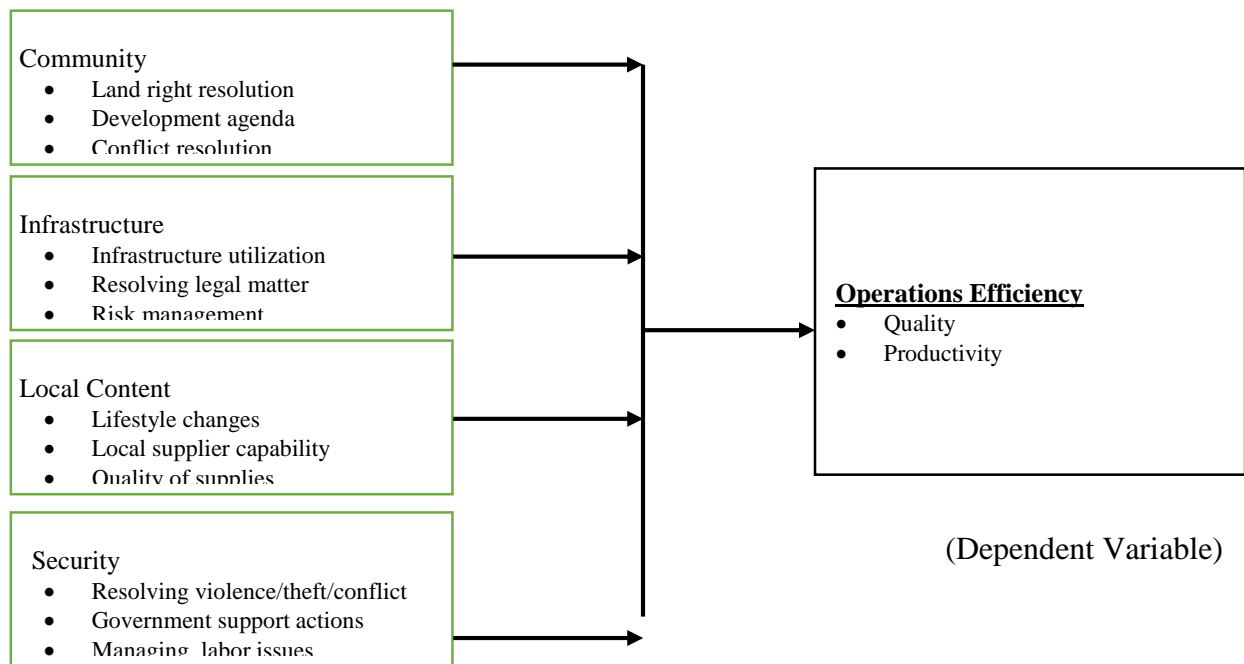 Community
• Land right resolution
• Development agenda
• Conflict resolution
Infrastructure
• Infrastructure utilization
• Resolving legal matter
• Risk management
Local Content
• Lifestyle changes
• Local supplier capability
• Quality of supplies
Security
• Resolving violence/theft/conflict
• Government support actions
• Managing labor issues
Operations Efficiency
• Quality
• Productivity
(Dependent Variable)